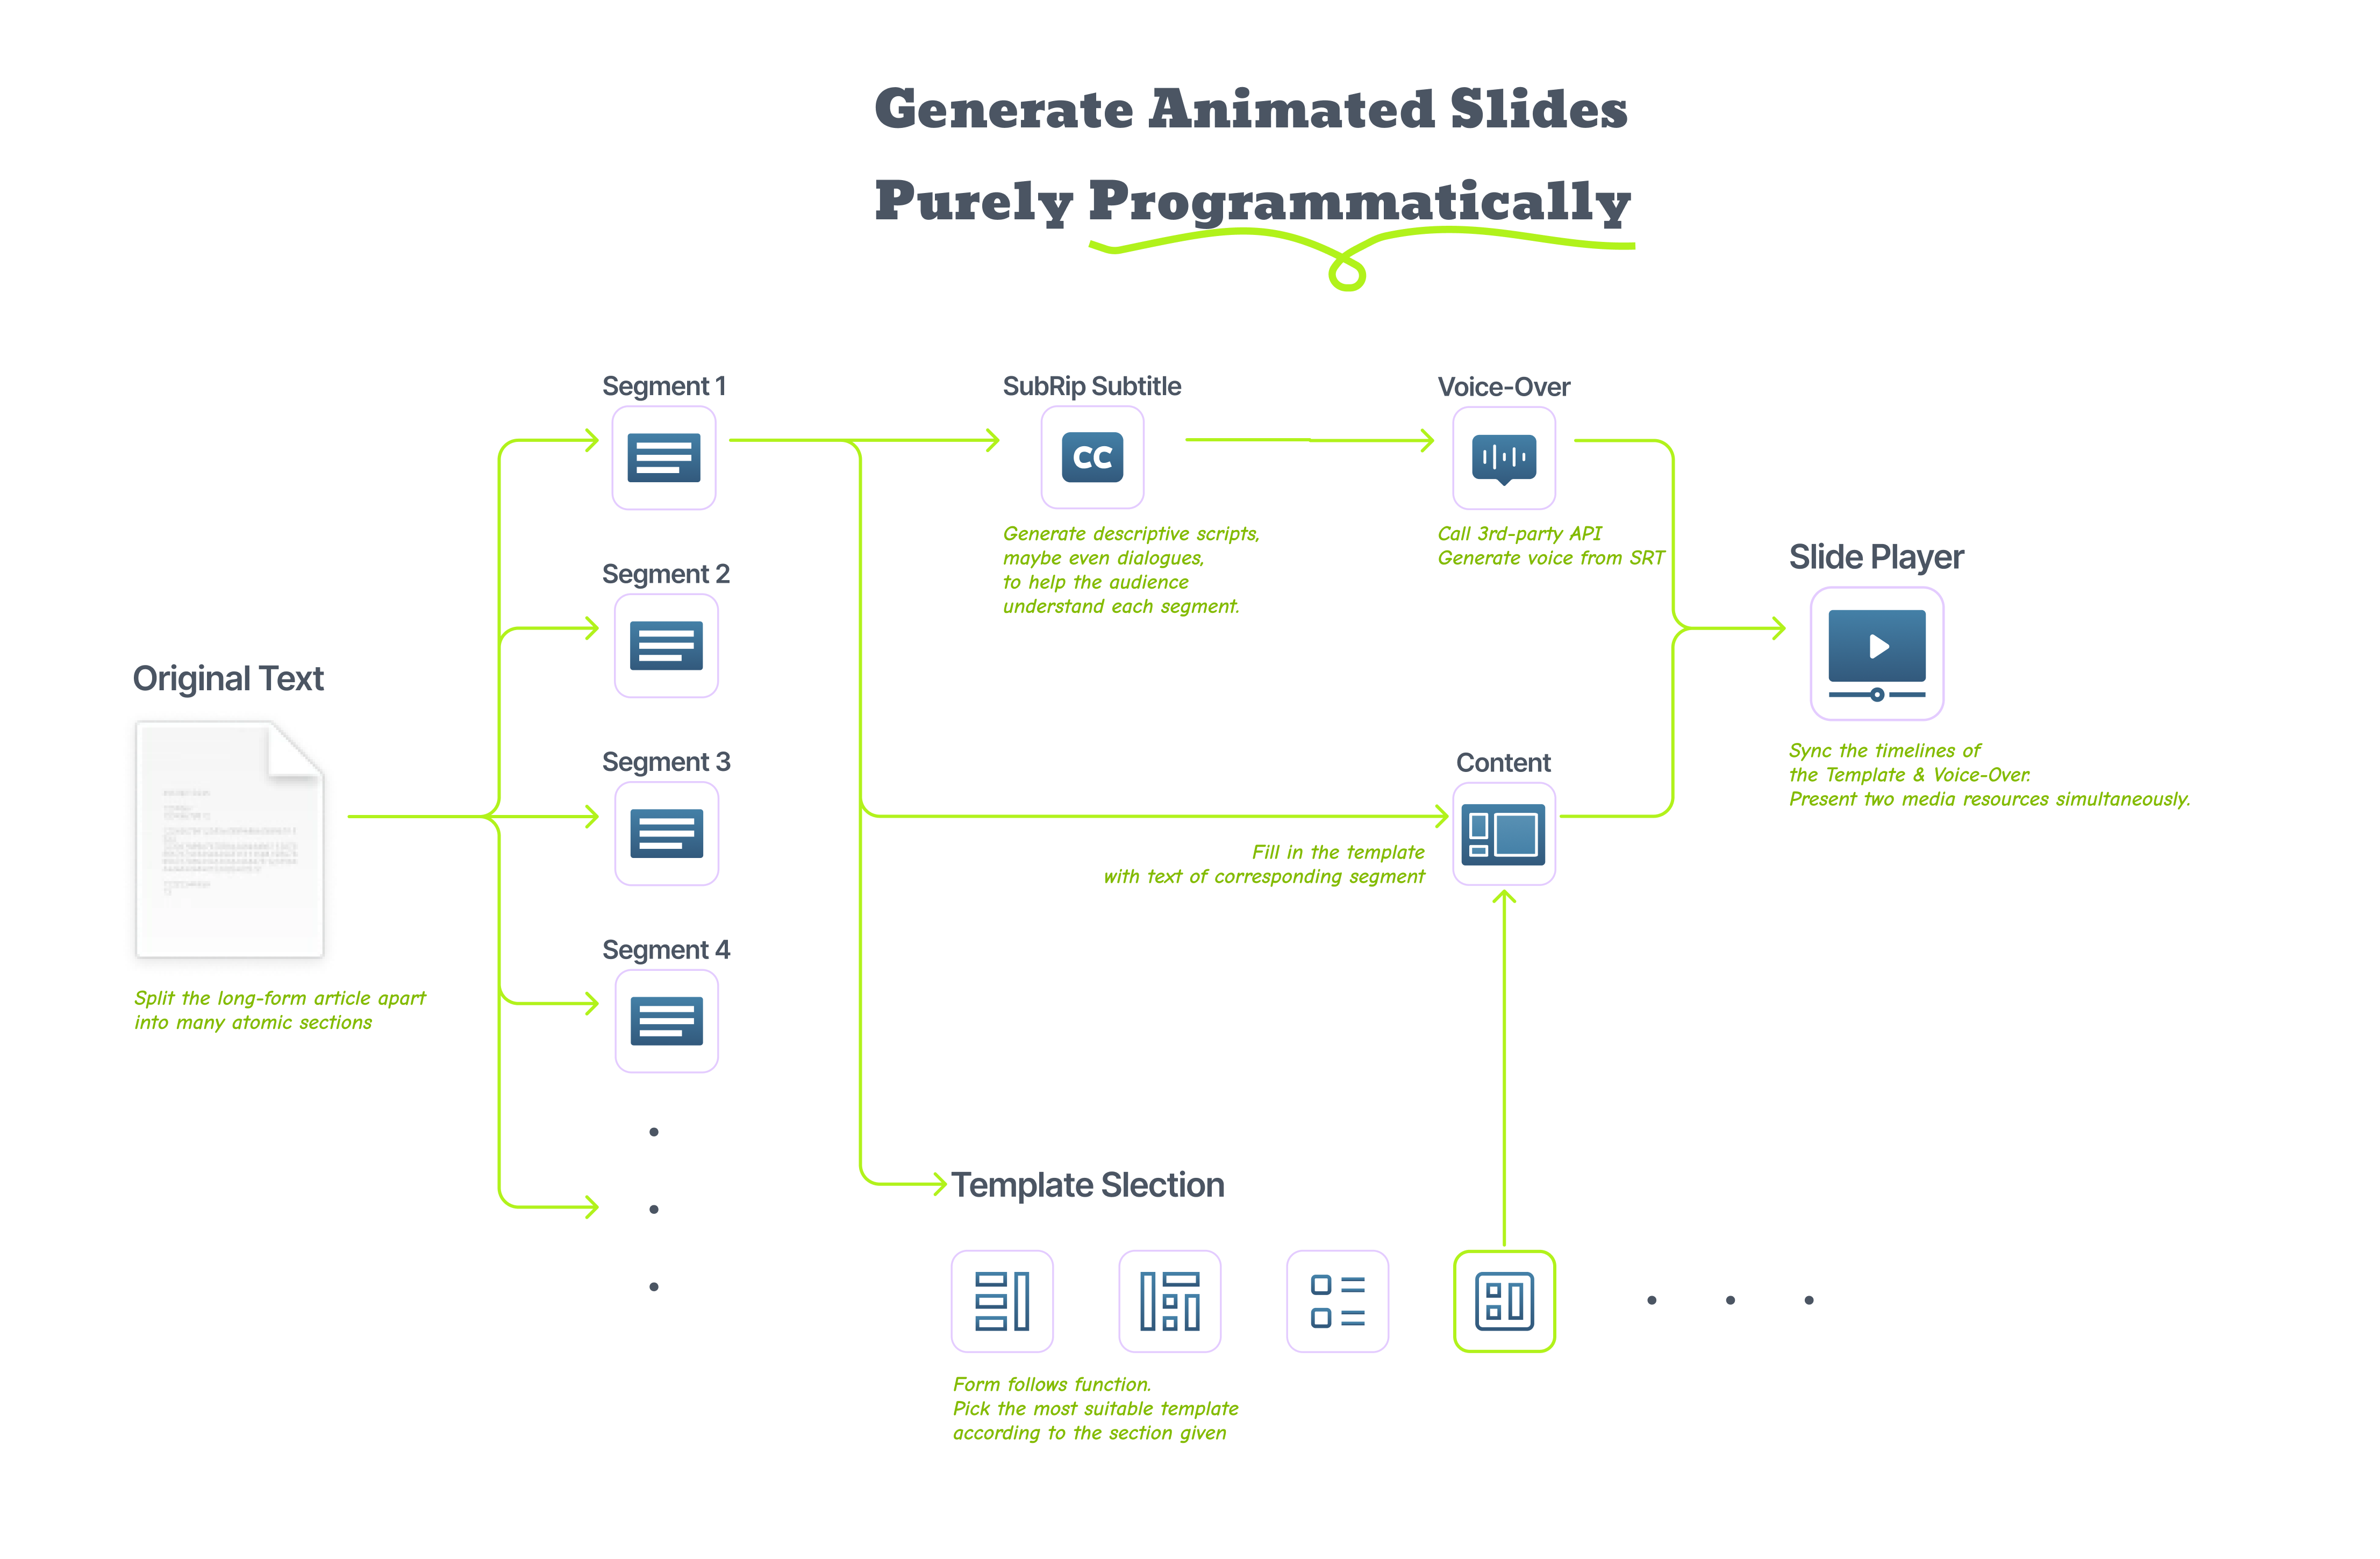 Generate Animated Slides
Purely Programmatically
Original Text
Split the long-form article apart
into many atomic sections
Segment 1
Segment 2
Segment 3
Segment 4
SubRip Subtitle
CC
Generate descriptive scripts,
maybe even dialogues,
to help the audience
understand each segment.
Voice-Over
Call 3rd-party API
Generate voice from SRT
Content
Fill in the template
with text of corresponding segment
Slide Player
Sync the timelines of
the Template & Voice-Over.
Present two media resources simultaneously.
Template Slection
Form follows function.
Pick the most suitable template
according to the section given